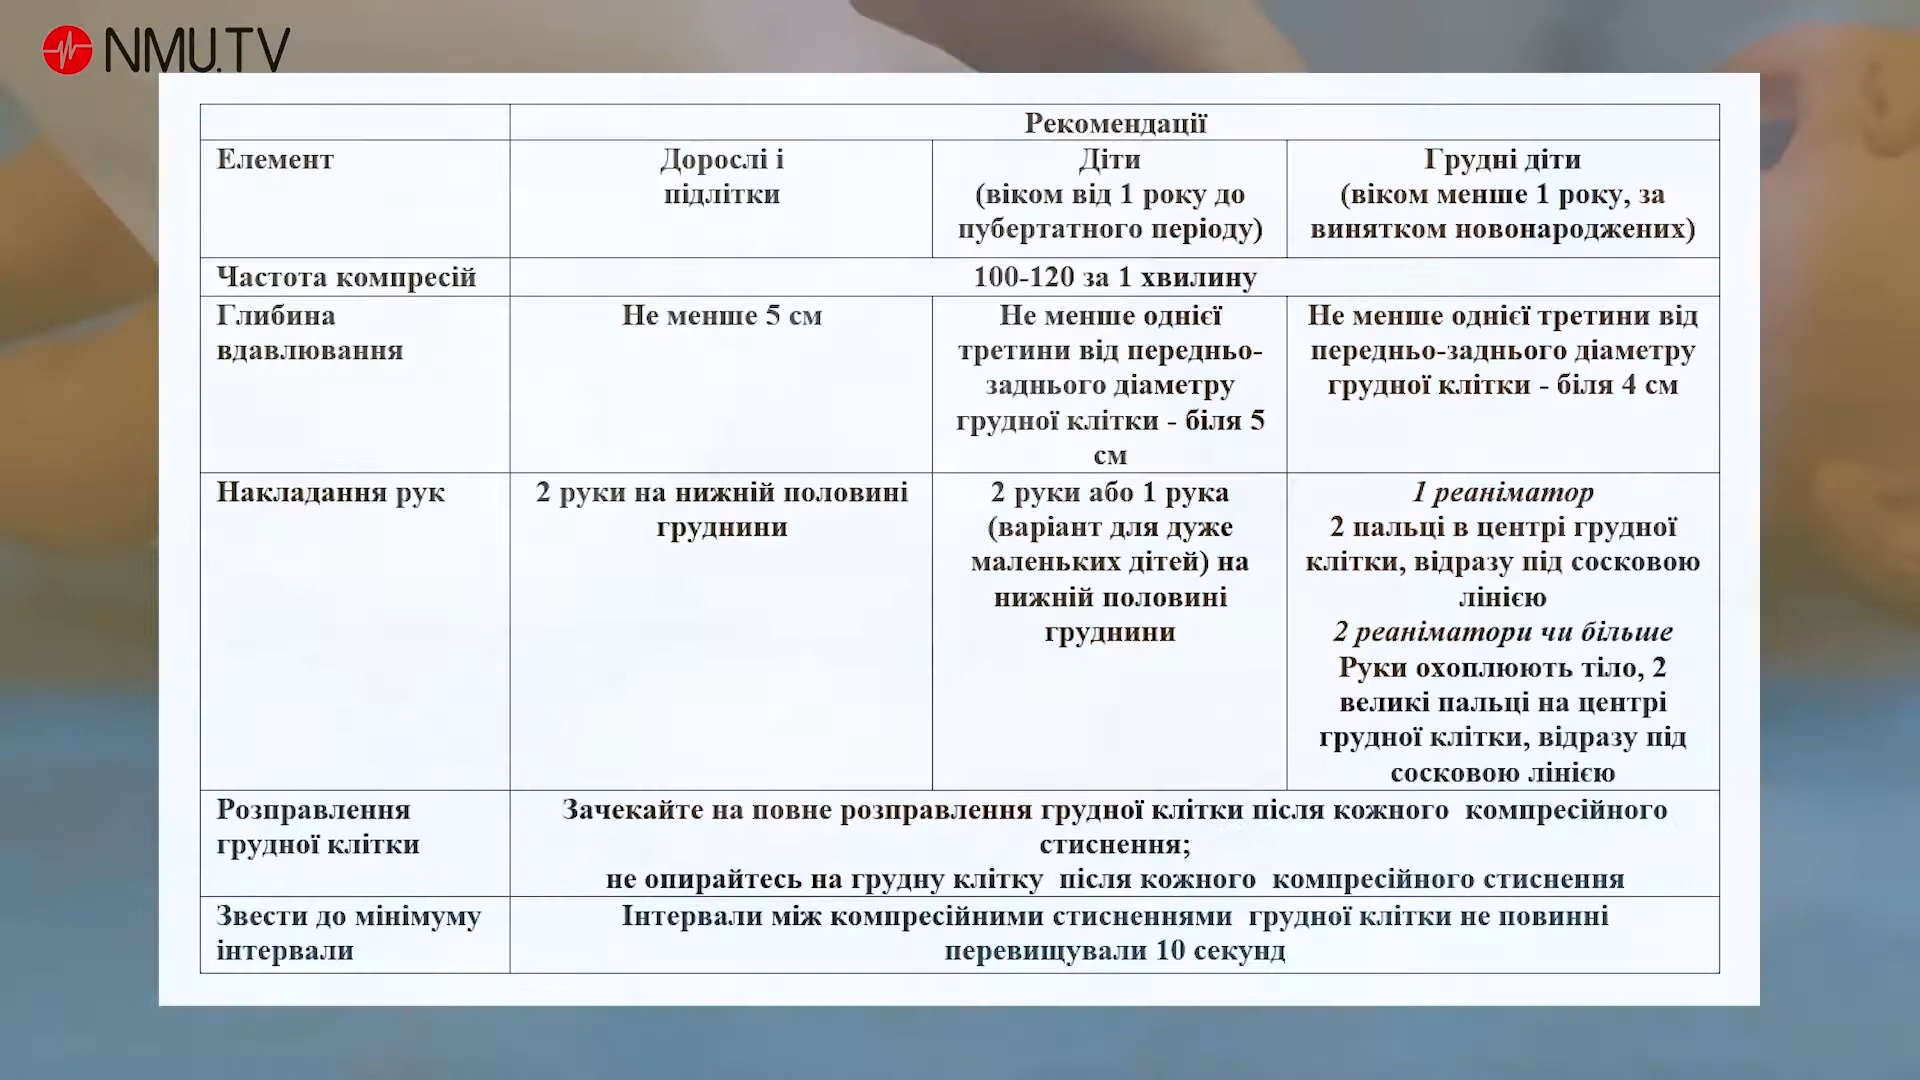 NMU.TV
Рекомендації
Елемент
Дорослі і
підлітки
Діти
(віком від 1 року до
пубертатного періоду)
Грудні діти
(віком менше 1 року, за
винятком новонароджених)
Частота компресій
100-120 за 1 хвилину
Глибина
вдавлювання
Не менше 5 см
Не менше однієї
третини від передньо-
заднього діаметру
грудної клітки - біля 5
см
Не менше однієї третини від
передньо-заднього діаметру
грудної клітки - біля 4 см
Накладання рук
2 руки на нижній половині
груднини
2 руки або 1 рука
(варіант для дуже
маленьких дітей) на
нижній половині
груднини
1 реаніматор
2 пальці в центрі грудної
клітки, відразу під сосковою
лінією
2 реаніматори чи більше
Руки охоплюють тіло, 2
великі пальці на центрі
грудної клітки, відразу під
сосковою лінією
Розправлення
грудної клітки
Зачекайте на повне розправлення грудної клітки після кожного компресійного
стиснення;
не опирайтесь на грудну клітку після кожного компресійного стиснення
Звести до мінімуму
інтервали
Інтервали між компресійними стисненнями грудної клітки не повинні
перевищували 10 секунд